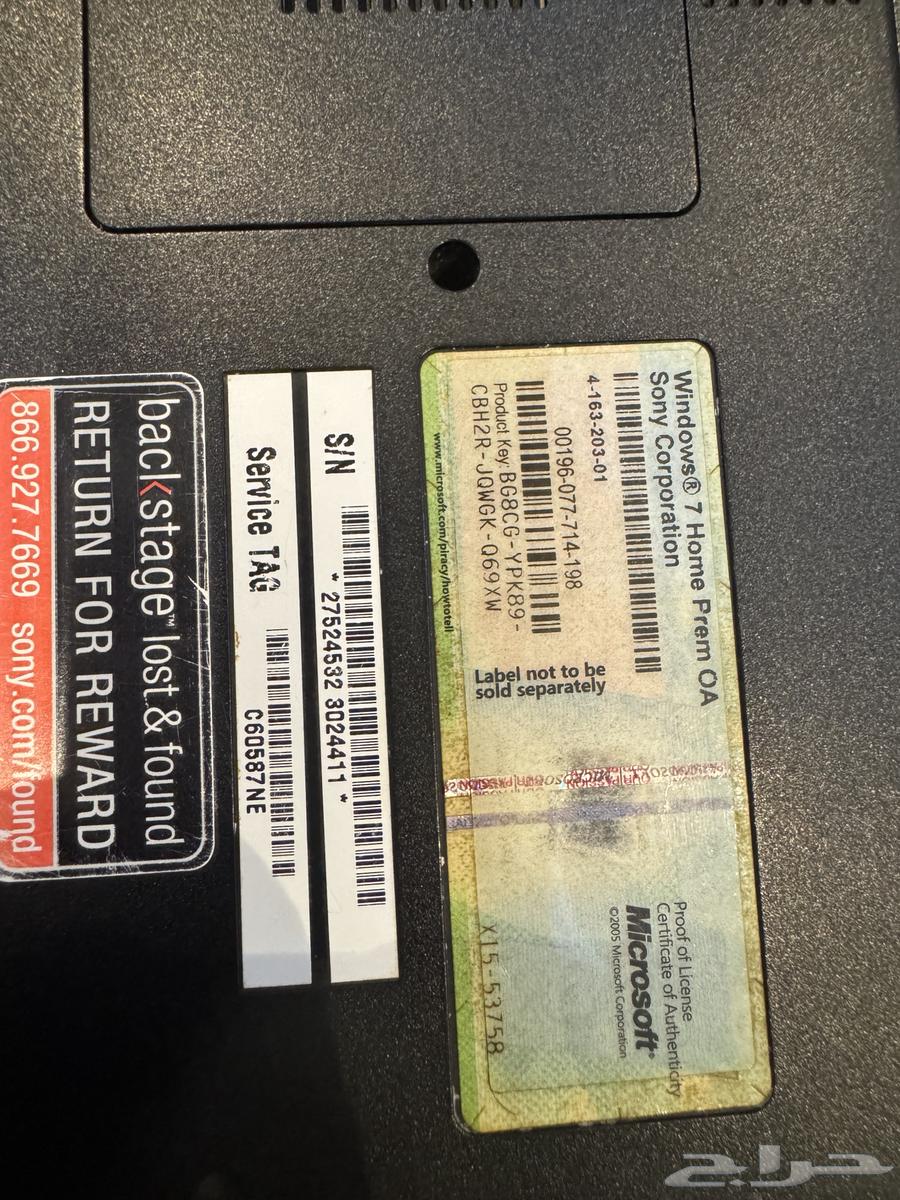 Windows® 7 Home Prem OA
Sony Corporation
4-163-203-01
00196-077-714-198
Product Key: BG8CG-YPK89-
CBH2R-JQWGK-Q69XW
www.microsoft.com/piracy/howtotell
Label not to be
sold separately
Proof of License
Certificate of Authenticity
Microsoft®
©2005 Microsoft Corporation
X15-53758
S/N
* 27524532 3024411 *
Service TAG
C60587NE
backstage™ lost & found
RETURN FOR REWARD
866.927.7669 sony.com/found
حراج